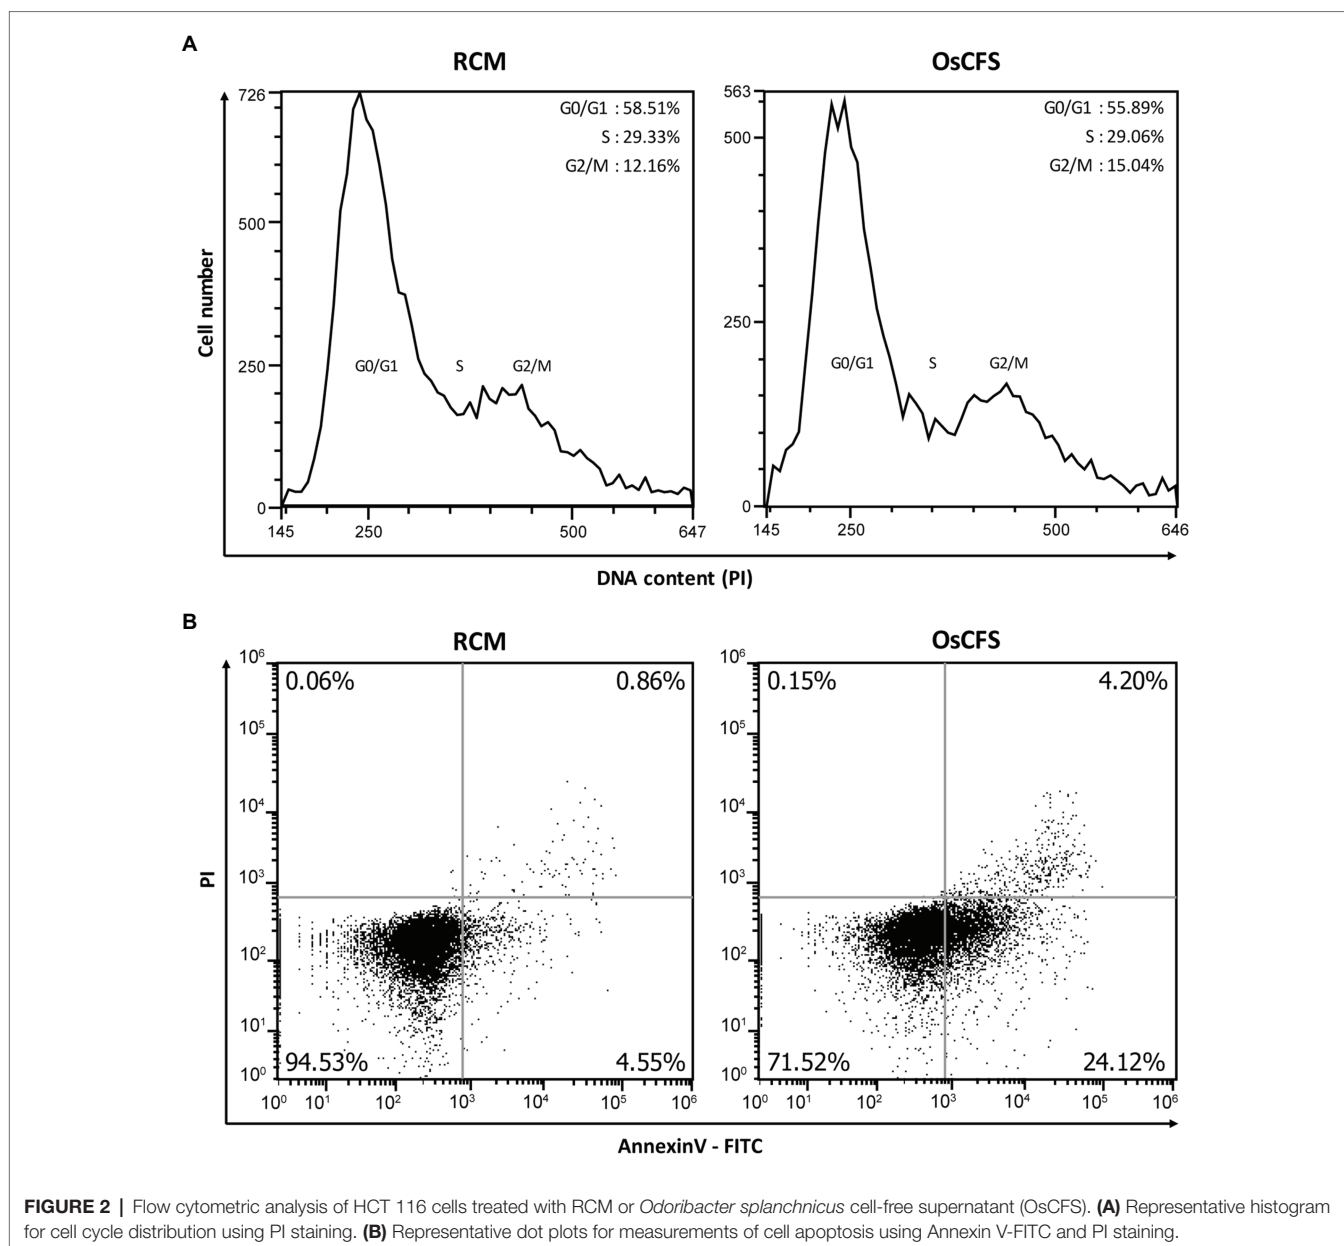 A
RCM
OsCFS
726
500
250
0
G0/G1 : 58.51%
S : 29.33%
G2/M : 12.16%
G0/G1
S
G2/M
145
250
500
647
563
500
250
0
G0/G1 : 55.89%
S : 29.06%
G2/M : 15.04%
G0/G1
S
G2/M
145
250
500
646
Cell number
DNA content (PI)
B
RCM
OsCFS
10⁶
10⁵
10⁴
10³
10²
10¹
10⁰
0.06%
0.86%
94.53%
4.55%
10⁰ 10¹ 10² 10³ 10⁴ 10⁵ 10⁶
10⁶
10⁵
10⁴
10³
10²
10¹
10⁰
0.15%
4.20%
71.52%
24.12%
10⁰ 10¹ 10² 10³ 10⁴ 10⁵ 10⁶
PI
AnnexinV - FITC
FIGURE 2 | Flow cytometric analysis of HCT 116 cells treated with RCM or Odoribacter splanchnicus cell-free supernatant (OsCFS). (A) Representative histogram
for cell cycle distribution using PI staining. (B) Representative dot plots for measurements of cell apoptosis using Annexin V-FITC and PI staining.